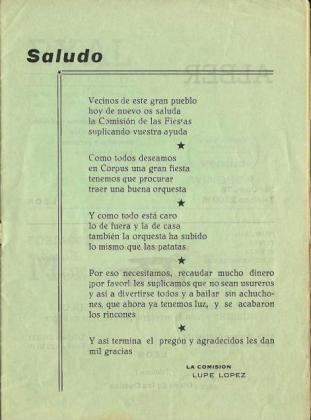 Saludo
Vecinos de este gran pueblo
hoy de nuevo os saluda
la Comisión de las Fiestas
suplicando vuestra ayuda
★
Como todos deseamos
en Corpus una gran fiesta
tenemos que procurar
traer una buena orquesta
★
Y como todo está caro
lo de fuera y la de casa
también la orquesta ha subido
lo mismo que las patatas
★
Por eso necesitamos, recaudar mucho dinero
¡por favor! les suplicamos que no sean usureros
y así a divertirse todos y a bailar sin achucho-
nes, que ahora ya tenemos luz, y se acabaron
los rincones
★
Y así termina el pregón y agradecidos les dan
mil gracias
LA COMISION
LUPE LOPEZ
ALBER
LEON